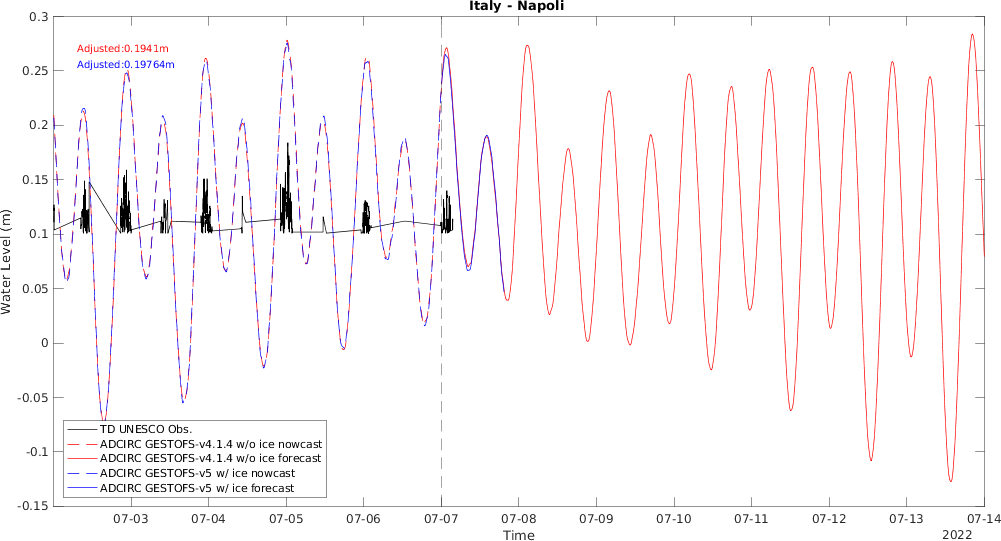 Italy - Napoli
Adjusted:0.1941m
Adjusted:0.19764m
Water Level (m)
0.3
0.25
0.2
0.15
0.1
0.05
0
-0.05
-0.1
-0.15
TD UNESCO Obs.
ADCIRC GESTOFS-v4.1.4 w/o ice nowcast
ADCIRC GESTOFS-v4.1.4 w/o ice forecast
ADCIRC GESTOFS-v5 w/ ice nowcast
ADCIRC GESTOFS-v5 w/ ice forecast
07-03 07-04 07-05 07-06 07-07 07-08 07-09 07-10 07-11 07-12 07-13 07-14
Time
2022